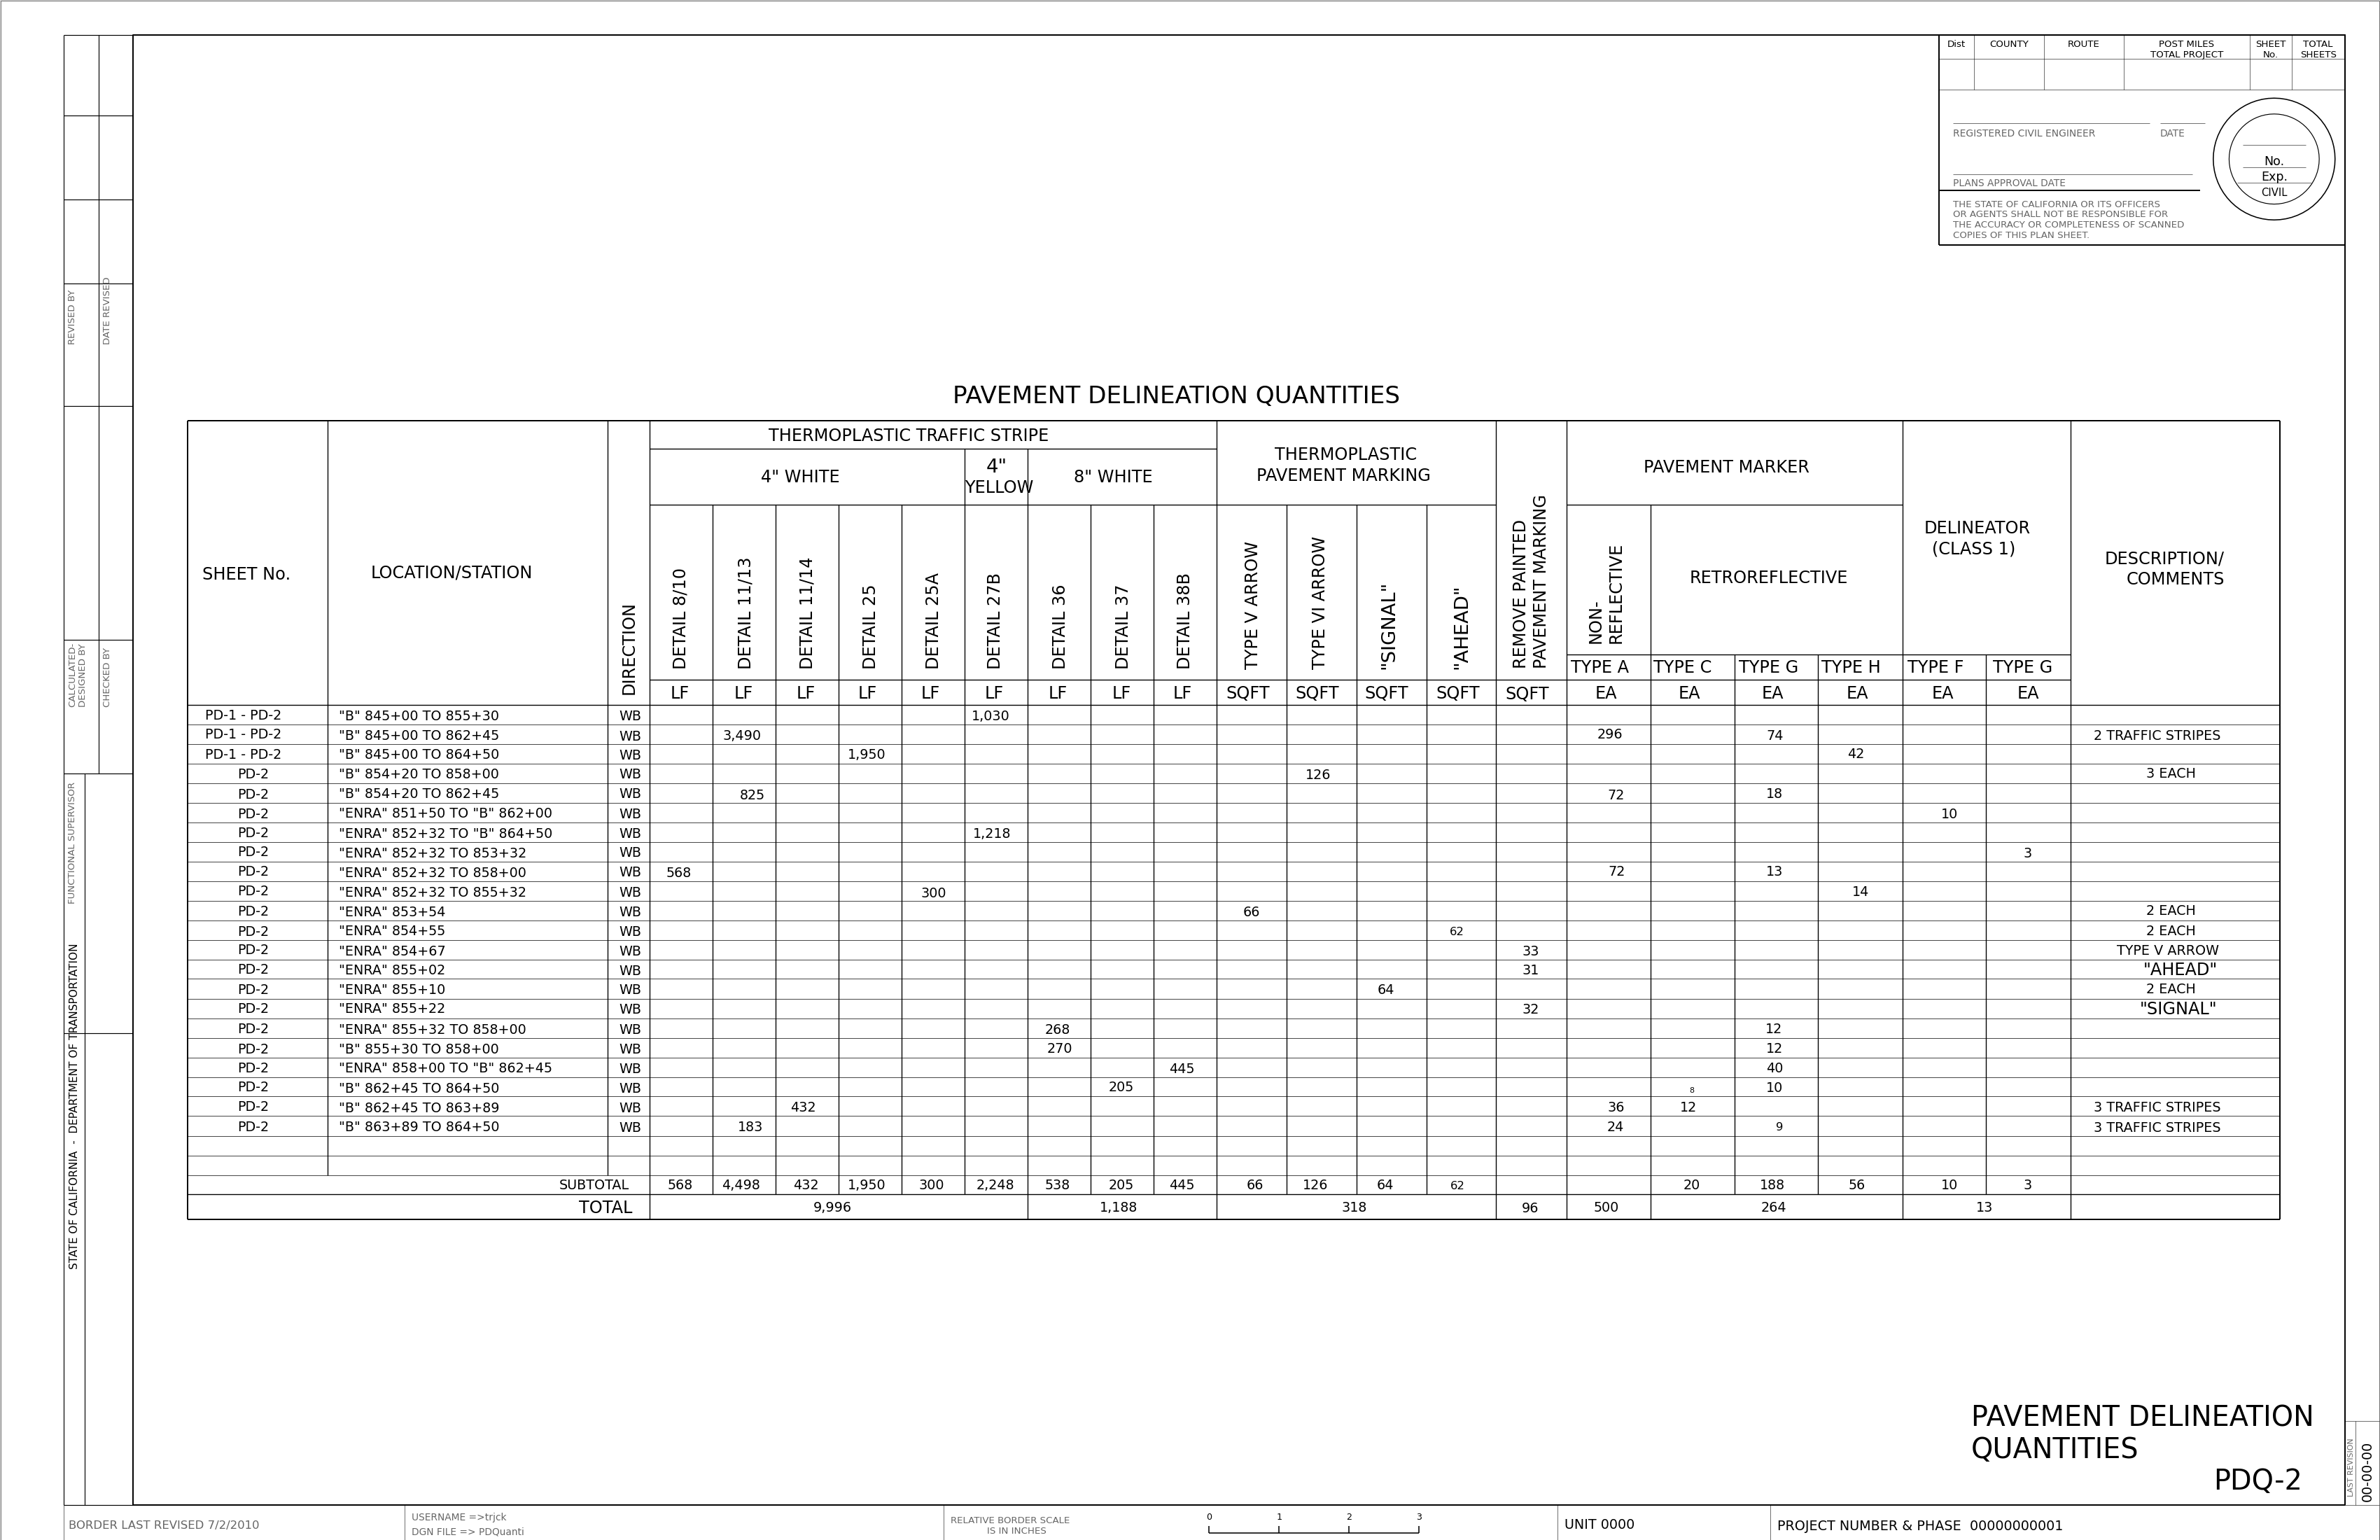 Dist COUNTY ROUTE POST MILES TOTAL PROJECT SHEET No. TOTAL SHEETS
REGISTERED CIVIL ENGINEER DATE
PLANS APPROVAL DATE
No.
Exp.
CIVIL
THE STATE OF CALIFORNIA OR ITS OFFICERS
OR AGENTS SHALL NOT BE RESPONSIBLE FOR
THE ACCURACY OR COMPLETENESS OF SCANNED
COPIES OF THIS PLAN SHEET.
REVISED BY
DATE REVISED
CALCULATED-
DESIGNED BY
CHECKED BY
FUNCTIONAL SUPERVISOR
STATE OF CALIFORNIA - DEPARTMENT OF TRANSPORTATION
PAVEMENT DELINEATION QUANTITIES
SHEET No.
LOCATION/STATION
DIRECTION
THERMOPLASTIC TRAFFIC STRIPE
4" WHITE
4"
YELLOW
8" WHITE
THERMOPLASTIC
PAVEMENT MARKING
REMOVE PAINTED
PAVEMENT MARKING
PAVEMENT MARKER
NON-
REFLECTIVE
RETROREFLECTIVE
DELINEATOR
(CLASS 1)
DESCRIPTION/
COMMENTS
DETAIL 8/10
DETAIL 11/13
DETAIL 11/14
DETAIL 25
DETAIL 25A
DETAIL 27B
DETAIL 36
DETAIL 37
DETAIL 38B
TYPE V ARROW
TYPE VI ARROW
"SIGNAL"
"AHEAD"
TYPE A TYPE C TYPE G TYPE H TYPE F TYPE G
LF LF LF LF LF LF LF LF LF SQFT SQFT SQFT SQFT SQFT EA EA EA EA EA EA
PD-1 - PD-2 "B" 845+00 TO 855+30 WB 1,030
PD-1 - PD-2 "B" 845+00 TO 862+45 WB 3,490 296 74 2 TRAFFIC STRIPES
PD-1 - PD-2 "B" 845+00 TO 864+50 WB 1,950 42
PD-2 "B" 854+20 TO 858+00 WB 126 3 EACH
PD-2 "B" 854+20 TO 862+45 WB 825 72 18
PD-2 "ENRA" 851+50 TO "B" 862+00 WB 10
PD-2 "ENRA" 852+32 TO "B" 864+50 WB 1,218
PD-2 "ENRA" 852+32 TO 853+32 WB 3
PD-2 "ENRA" 852+32 TO 858+00 WB 568 72 13
PD-2 "ENRA" 852+32 TO 855+32 WB 300 14
PD-2 "ENRA" 853+54 WB 66 2 EACH
PD-2 "ENRA" 854+55 WB 62 2 EACH
PD-2 "ENRA" 854+67 WB 33 TYPE V ARROW
PD-2 "ENRA" 855+02 WB 31 "AHEAD"
PD-2 "ENRA" 855+10 WB 64 2 EACH
PD-2 "ENRA" 855+22 WB 32 "SIGNAL"
PD-2 "ENRA" 855+32 TO 858+00 WB 268 12
PD-2 "B" 855+30 TO 858+00 WB 270 12
PD-2 "ENRA" 858+00 TO "B" 862+45 WB 445 40
PD-2 "B" 862+45 TO 864+50 WB 205 8 10
PD-2 "B" 862+45 TO 863+89 WB 432 36 12 3 TRAFFIC STRIPES
PD-2 "B" 863+89 TO 864+50 WB 183 24 9 3 TRAFFIC STRIPES
SUBTOTAL 568 4,498 432 1,950 300 2,248 538 205 445 66 126 64 62 20 188 56 10 3
TOTAL 9,996 1,188 318 96 500 264 13
PAVEMENT DELINEATION
QUANTITIES
PDQ-2
LAST REVISION
00-00-00
BORDER LAST REVISED 7/2/2010
USERNAME =>trjck
DGN FILE => PDQuanti
RELATIVE BORDER SCALE
IS IN INCHES
0 1 2 3
UNIT 0000
PROJECT NUMBER & PHASE 00000000001